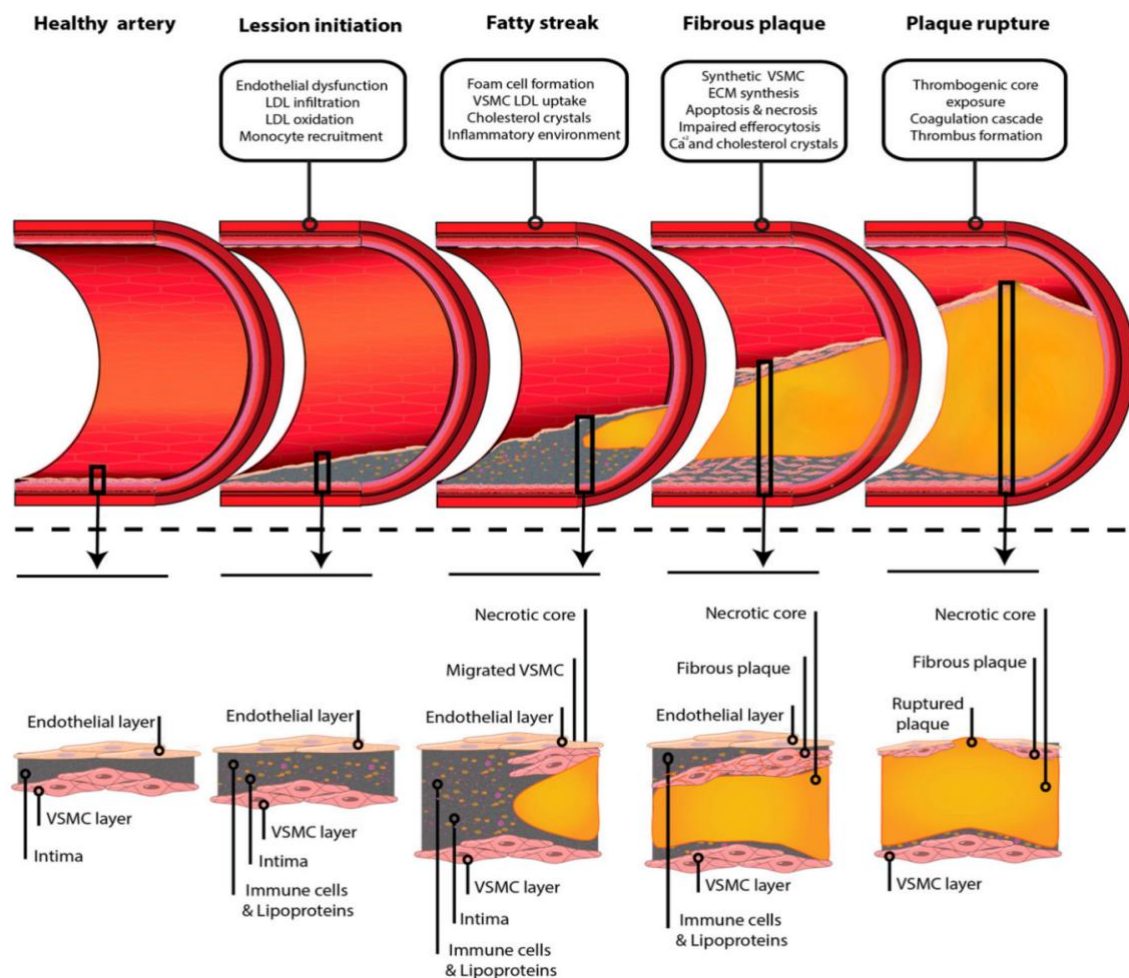 Healthy artery
Lession initiation
Fatty streak
Fibrous plaque
Plaque rupture
Endothelial dysfunction
LDL infiltration
LDL oxidation
Monocyte recruitment
Foam cell formation
VSMC LDL uptake
Cholesterol crystals
Inflammatory environment
Synthetic VSMC
ECM synthesis
Apoptosis & necrosis
Impaired efferocytosis
Ca⁺² and cholesterol crystals
Thrombogenic core
exposure
Coagulation cascade
Thrombus formation
Endothelial layer
VSMC layer
Intima
Endothelial layer
VSMC layer
Intima
Immune cells
& Lipoproteins
Necrotic core
Migrated VSMC
Endothelial layer
VSMC layer
Intima
Immune cells
& Lipoproteins
Necrotic core
Fibrous plaque
Endothelial layer
VSMC layer
Immune cells
& Lipoproteins
Necrotic core
Fibrous plaque
Ruptured
plaque
VSMC layer